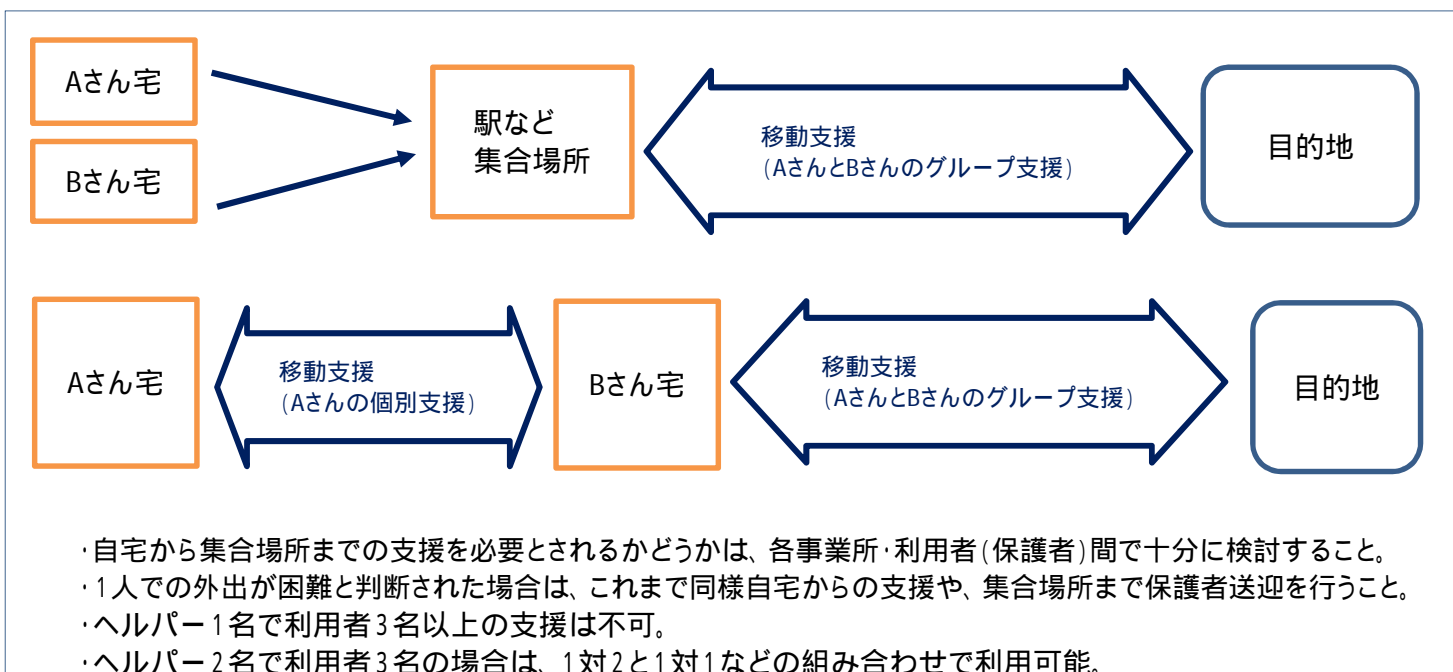 Aさん宅
Bさん宅
駅など
集合場所
移動支援
(AさんとBさんのグループ支援)
目的地
Aさん宅
移動支援
(Aさんの個別支援)
Bさん宅
移動支援
(AさんとBさんのグループ支援)
目的地
・自宅から集合場所までの支援を必要とされるかどうかは、各事業所・利用者(保護者)間で十分に検討すること。
・1人での外出が困難と判断された場合は、これまで同様自宅からの支援や、集合場所まで保護者送迎を行うこと。
・ヘルパー1名で利用者3名以上の支援は不可。
・ヘルパー2名で利用者3名の場合は、1対2と1対1などの組み合わせで利用可能。